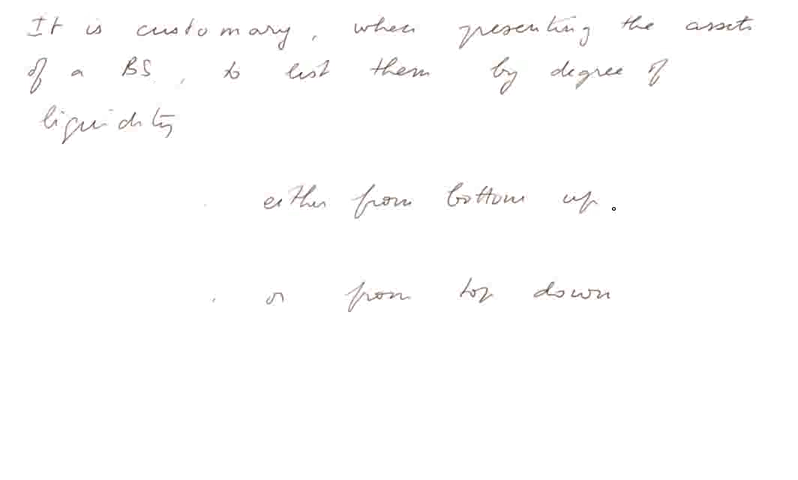 It is customary, when presenting the assets
of a BS, to list them by degree of
liquidity
. either from bottom up.
. or from top down